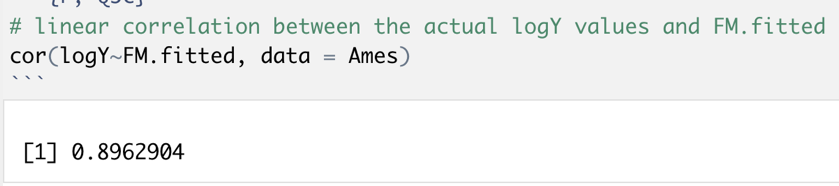 # linear correlation between the actual logY values and FM.fitted
cor(logY~FM.fitted, data = Ames)
```
[1] 0.8962904